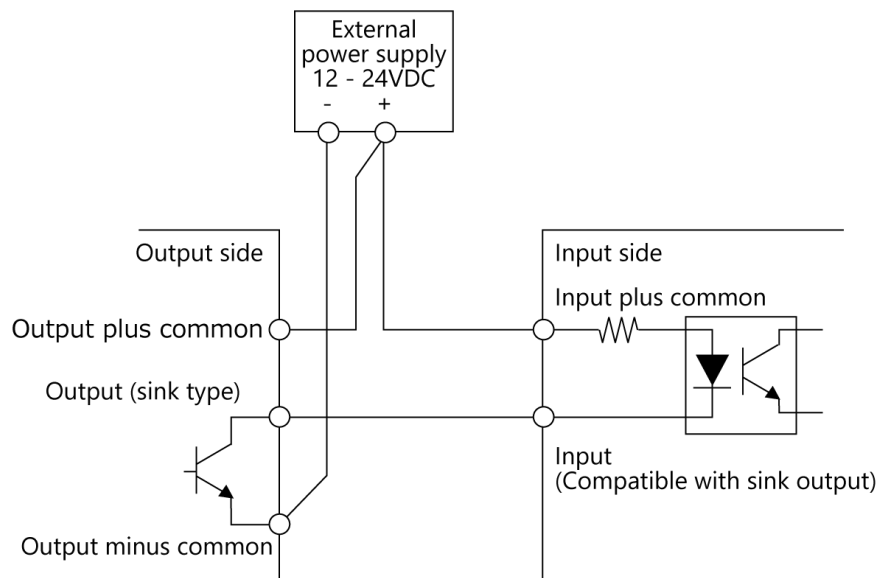 External
power supply
12 - 24VDC
- +
Output side
Input side
Input plus common
Output plus common
Output (sink type)
Input
(Compatible with sink output)
Output minus common